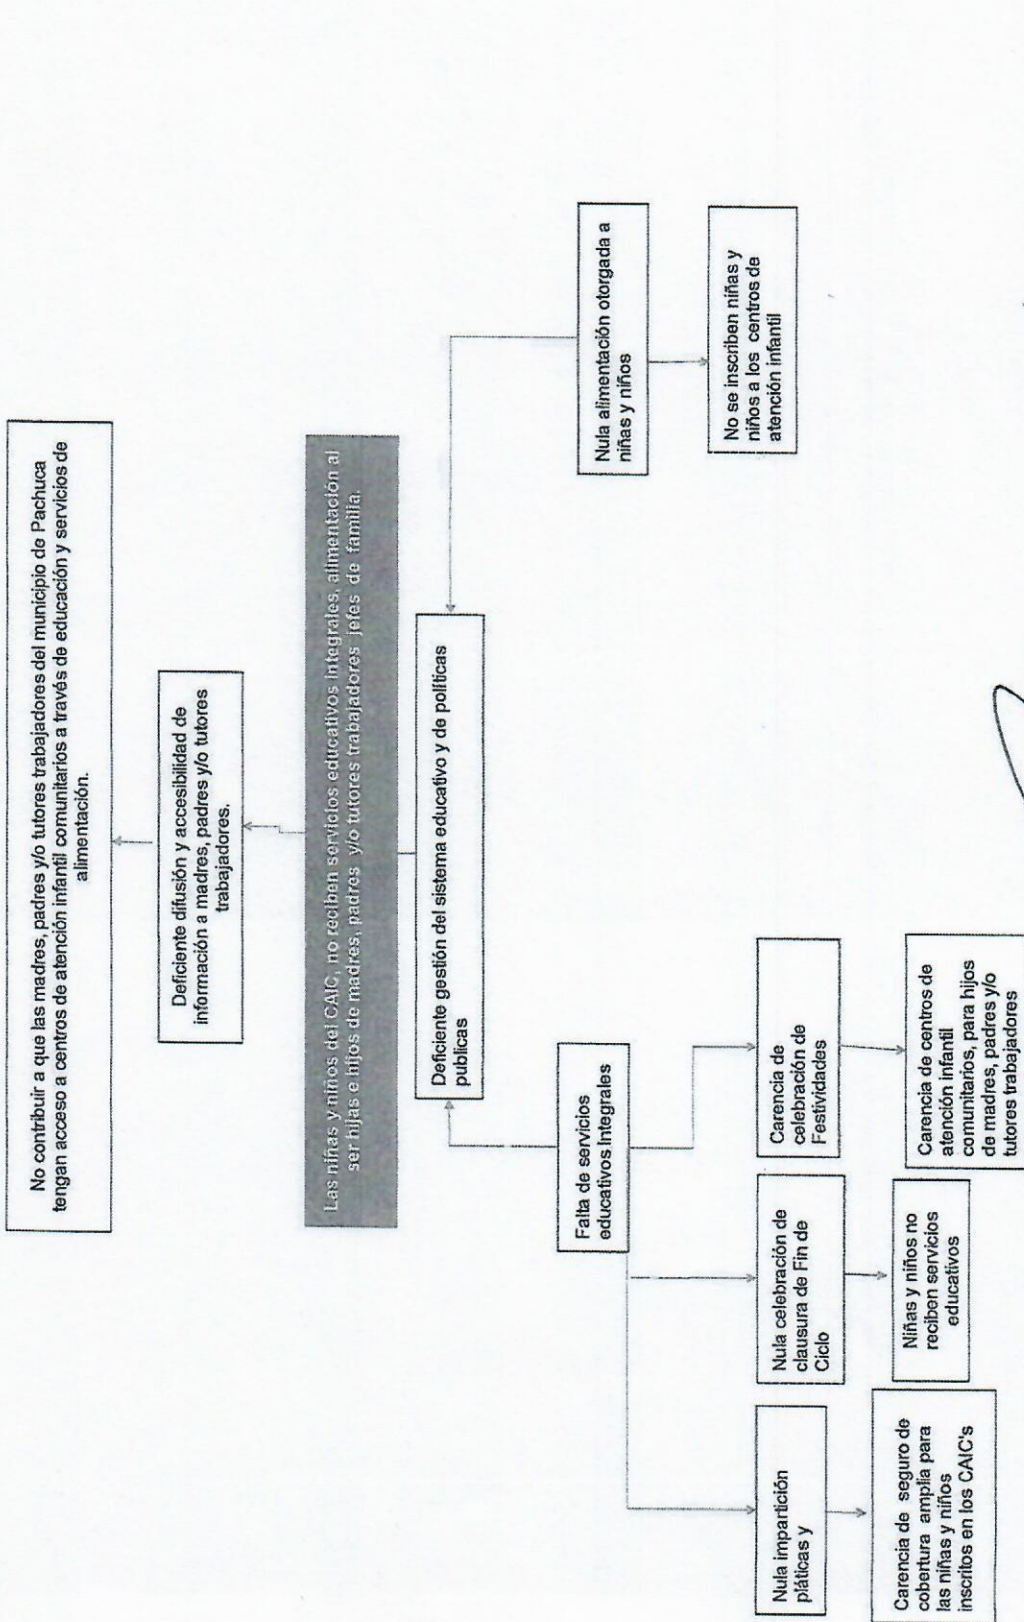 No contribuir a que las madres, padres y/o tutores trabajadores del municipio de Pachuca
tengan acceso a centros de atención infantil comunitarios a través de educación y servicios de
alimentación.
Deficiente difusión y accesibilidad de
información a madres, padres y/o tutores
trabajadores.
Las niñas y niños del CAIC, no reciben servicios educativos integrales, alimentación al
ser hijas e hijos de madres, padres y/o tutores trabajadores jefes de familia.
Deficiente gestión del sistema educativo y de políticas
publicas
Falta de servicios
educativos Integrales
Nula alimentación otorgada a
niñas y niños
Nula impartición
pláticas y
Nula celebración de
clausura de Fin de
Ciclo
Carencia de
celebración de
Festividades
No se inscriben niñas y
niños a los centros de
atención infantil
Carencia de seguro de
cobertura amplia para
las niñas y niños
inscritos en los CAIC's
Niñas y niños no
reciben servicios
educativos
Carencia de centros de
atención infantil
comunitarios, para hijos
de madres, padres y/o
tutores trabajadores